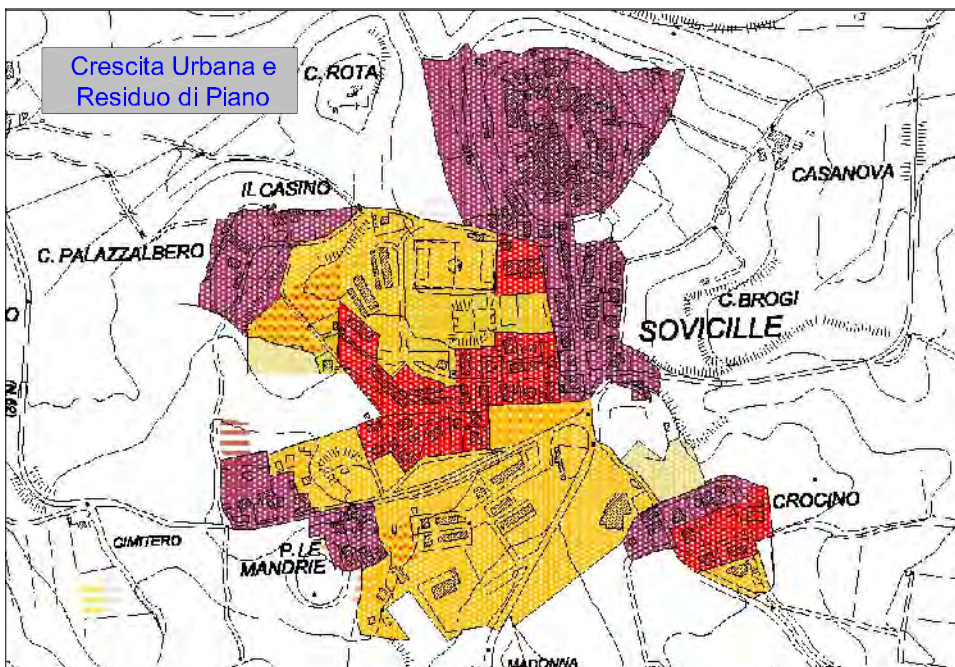 Crescita Urbana e
Residuo di Piano
C. ROTA
CASANOVA
IL CASINO
C. PALAZZALBERO
C. BROGI
SOVICILLE
CROCINO
CIMITERO
P. LE
MANDRIE
MADONNA